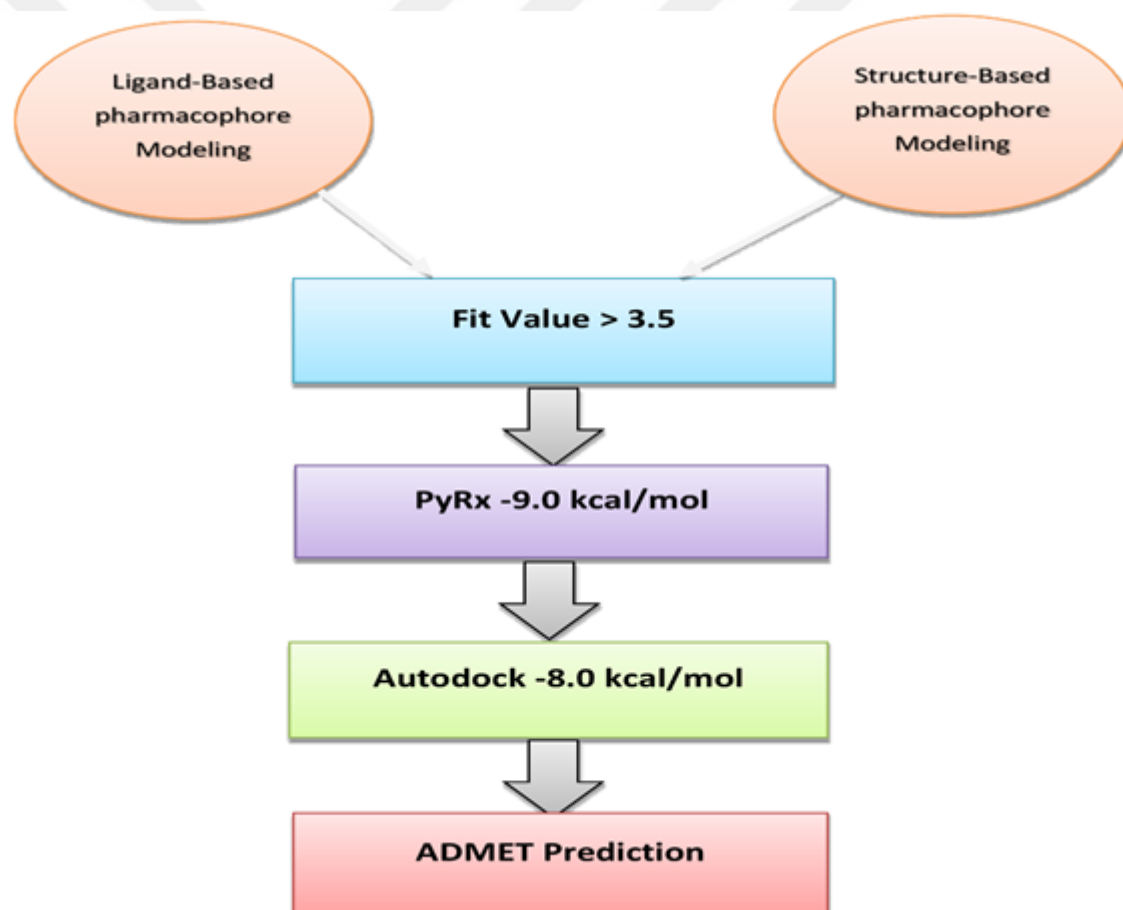 Ligand-Based
pharmacophore
Modeling
Structure-Based
pharmacophore
Modeling
Fit Value > 3.5
PyRx -9.0 kcal/mol
Autodock -8.0 kcal/mol
ADMET Prediction